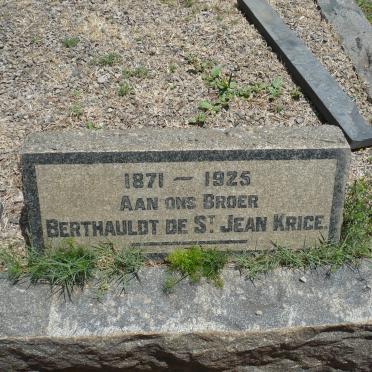 1871 — 1925
AAN ONS BROER
BERTHAULDT DE ST. JEAN KRICE.